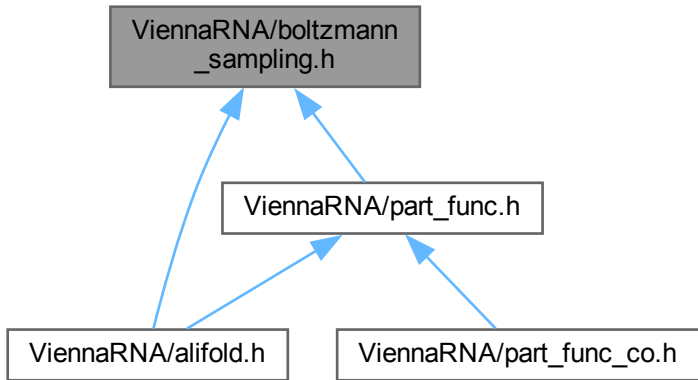 ViennaRNA/boltzmann
_sampling.h
ViennaRNA/part_func.h
ViennaRNA/alifold.h
ViennaRNA/part_func_co.h